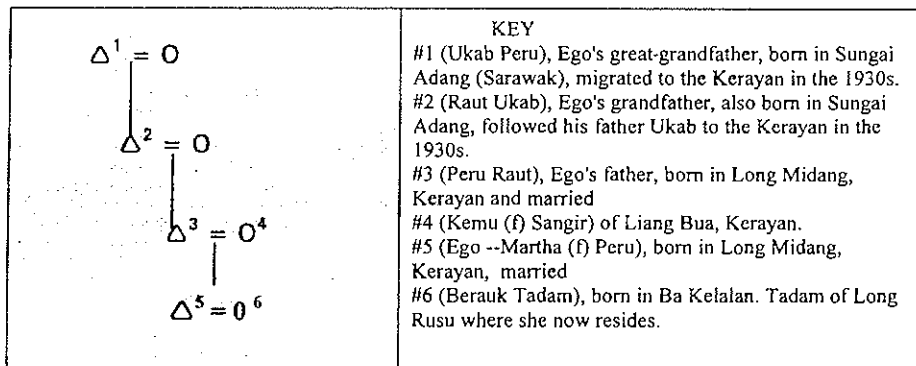 △¹ = O
△² = O
△³ = O⁴
△⁵ = 0⁶
KEY
#1 (Ukab Peru), Ego's great-grandfather, born in Sungai
Adang (Sarawak), migrated to the Kerayan in the 1930s.
#2 (Raut Ukab), Ego's grandfather, also born in Sungai
Adang, followed his father Ukab to the Kerayan in the
1930s.
#3 (Peru Raut), Ego's father, born in Long Midang,
Kerayan and married
#4 (Kemu (f) Sangir) of Liang Bua, Kerayan.
#5 (Ego --Martha (f) Peru), born in Long Midang,
Kerayan, married
#6 (Berauk Tadam), born in Ba Kelalan. Tadam of Long
Rusu where she now resides.